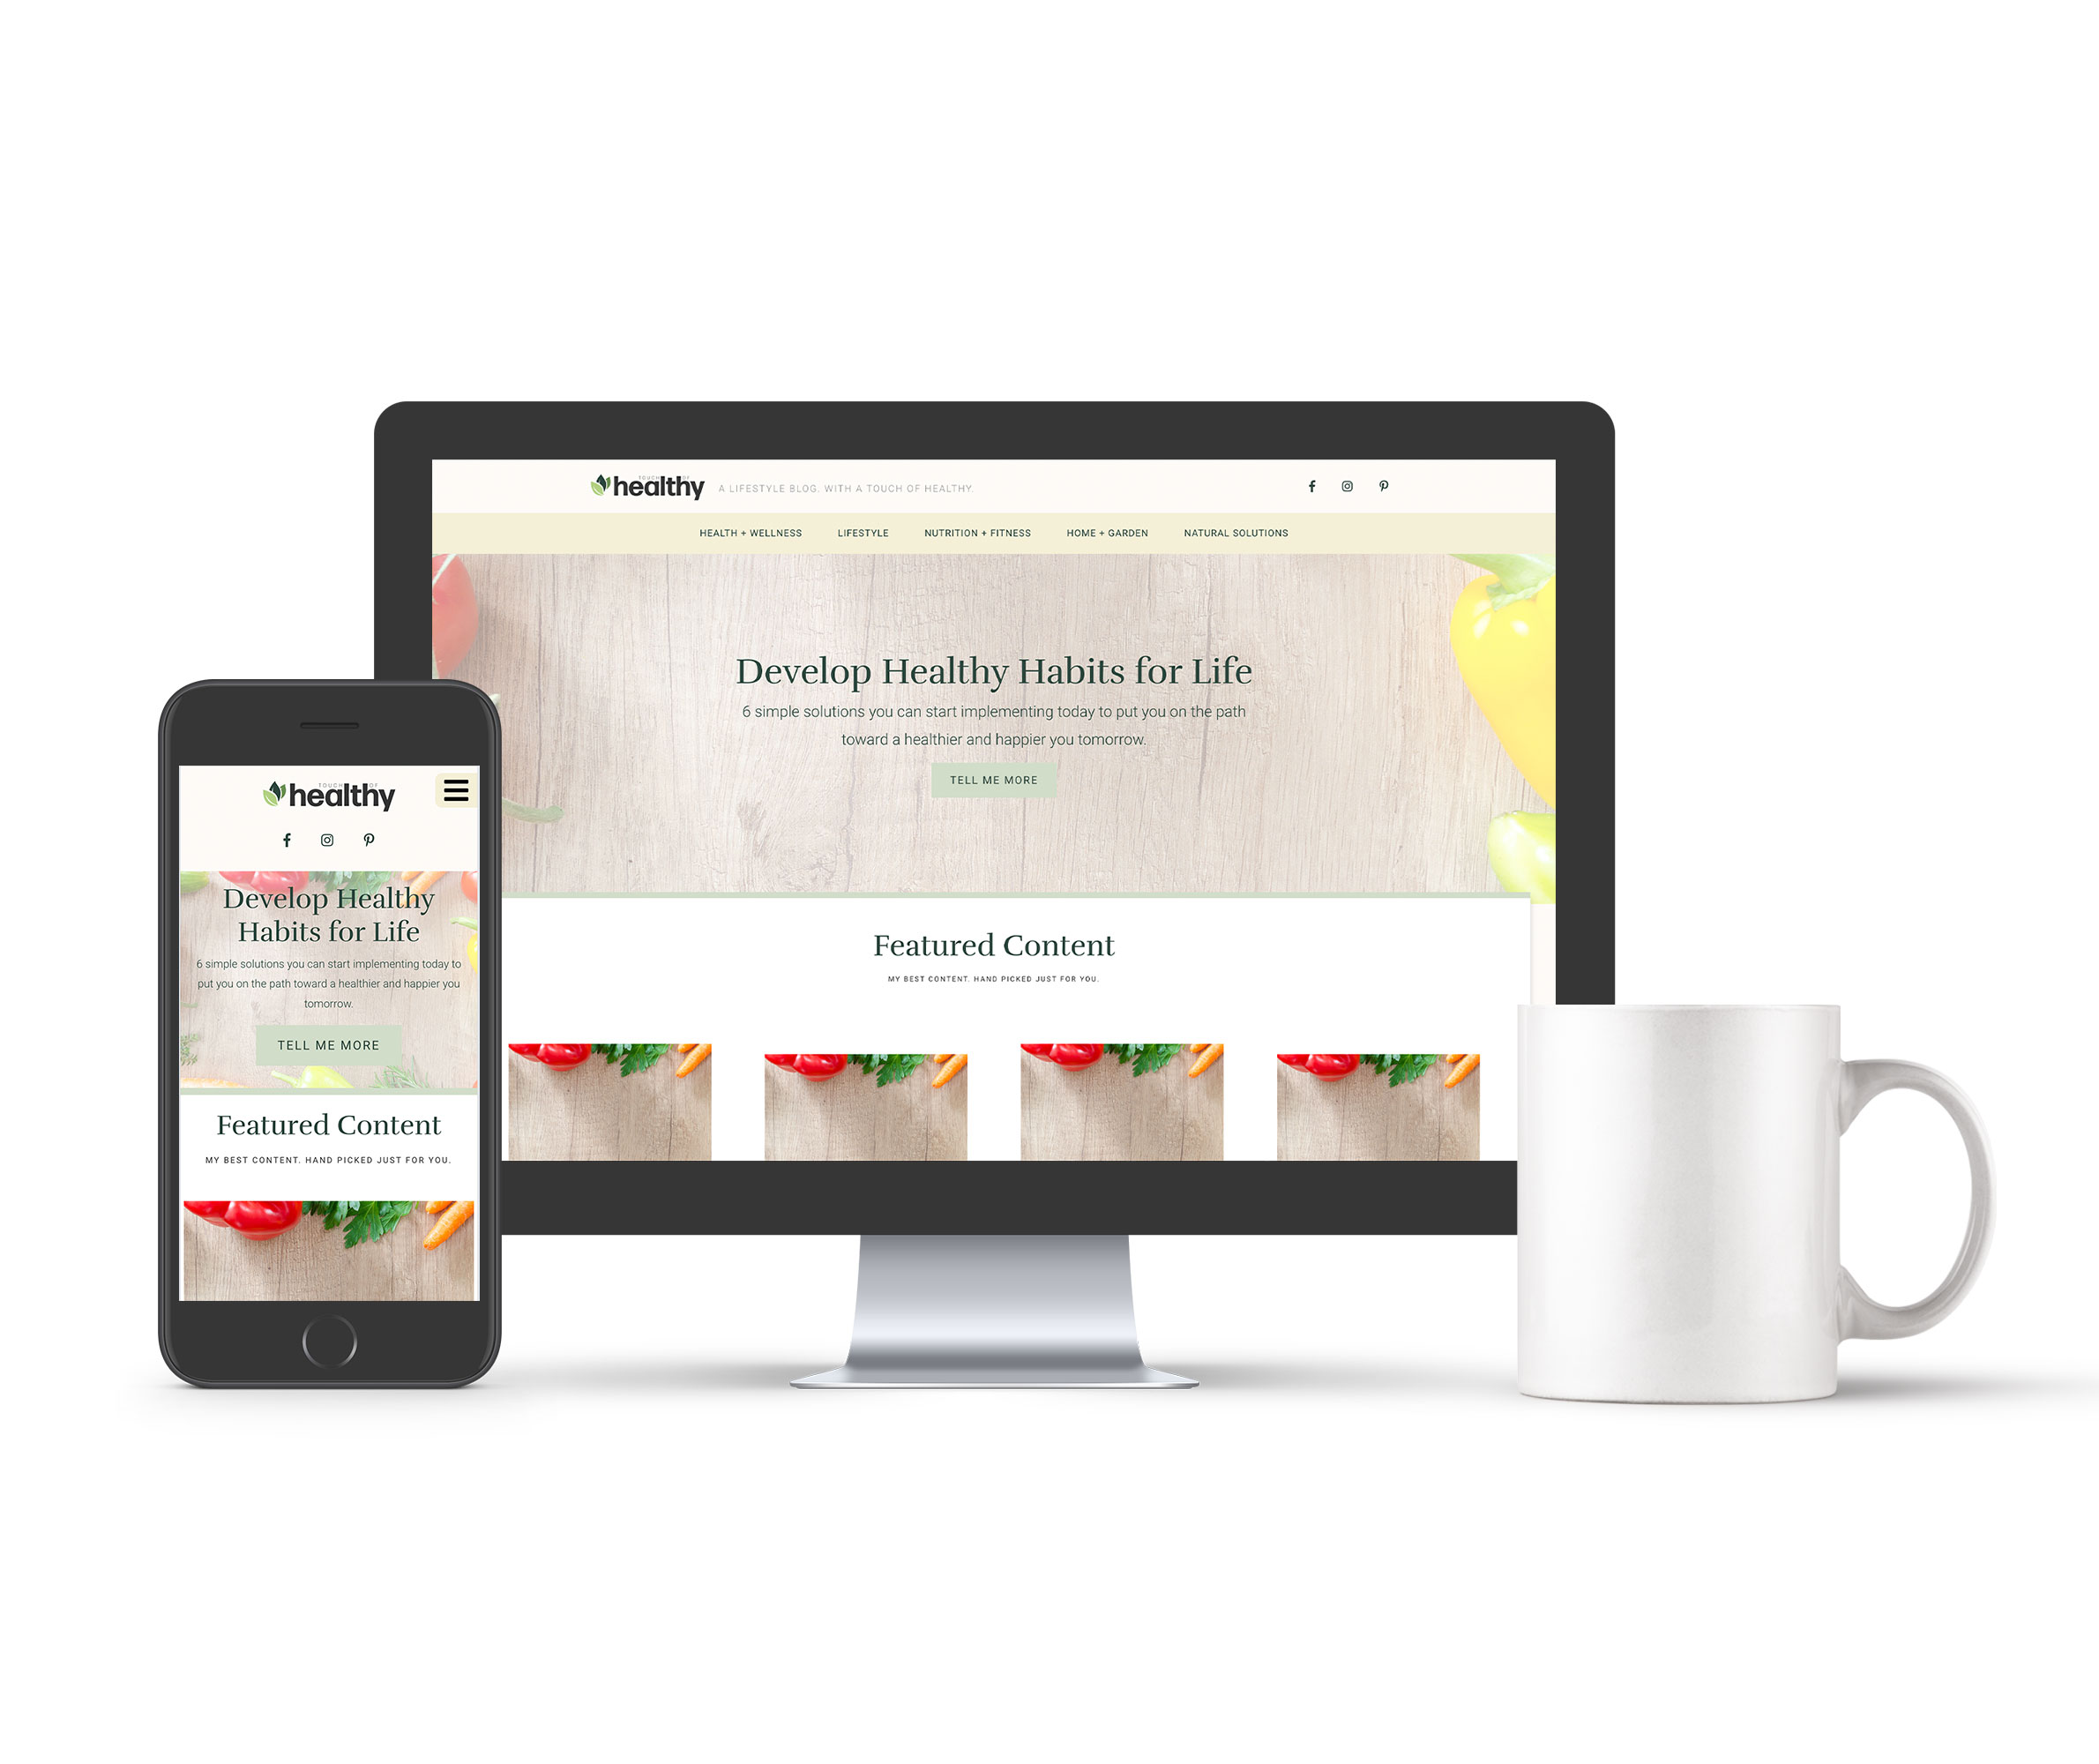 TOUCH OF
healthy
A LIFESTYLE BLOG. WITH A TOUCH OF HEALTHY.
HEALTH + WELLNESS LIFESTYLE NUTRITION + FITNESS HOME + GARDEN NATURAL SOLUTIONS
Develop Healthy Habits for Life
6 simple solutions you can start implementing today to put you on the path
toward a healthier and happier you tomorrow.
TELL ME MORE
Featured Content
MY BEST CONTENT. HAND PICKED JUST FOR YOU.
TOUCH OF
healthy
Develop Healthy
Habits for Life
6 simple solutions you can start implementing today to
put you on the path toward a healthier and happier you
tomorrow.
TELL ME MORE
Featured Content
MY BEST CONTENT. HAND PICKED JUST FOR YOU.